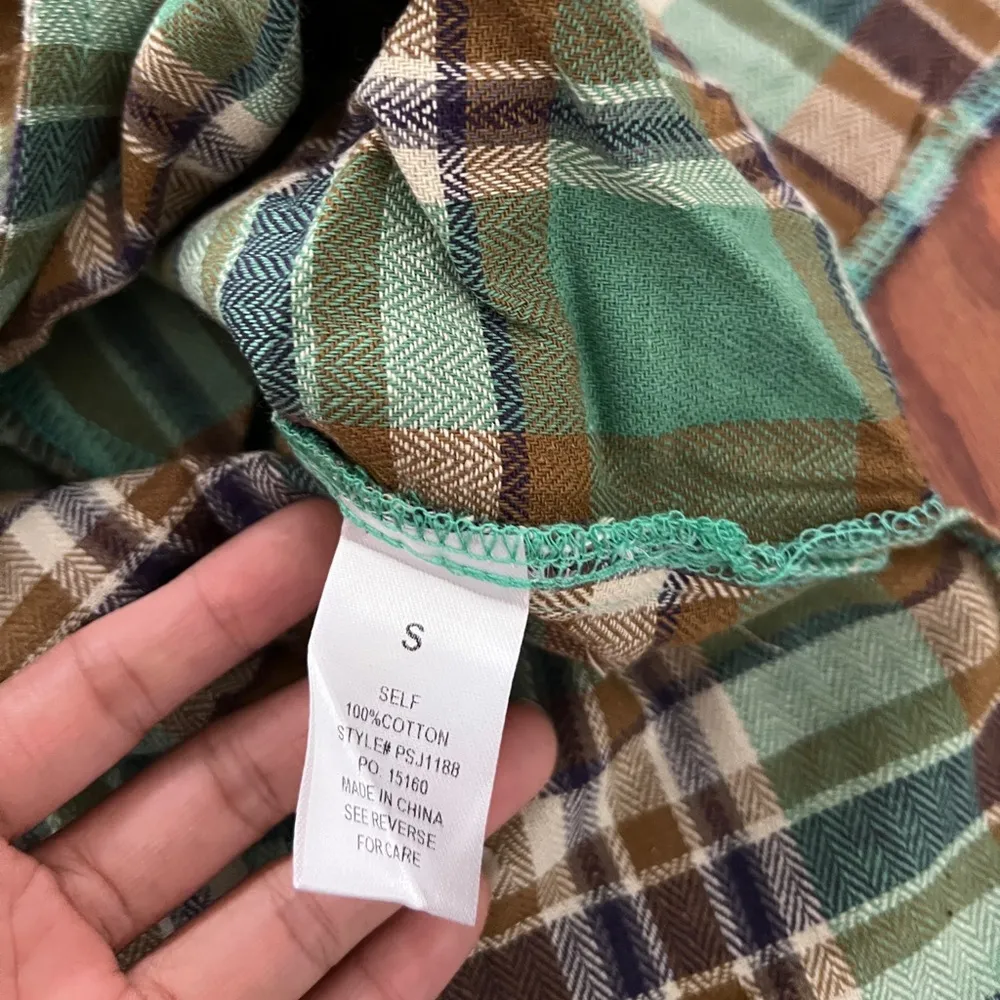 S
SELF
100%COTTON
STYLE# PSJ1188
PO. 15160
MADE IN CHINA
SEE REVERSE
FOR CARE